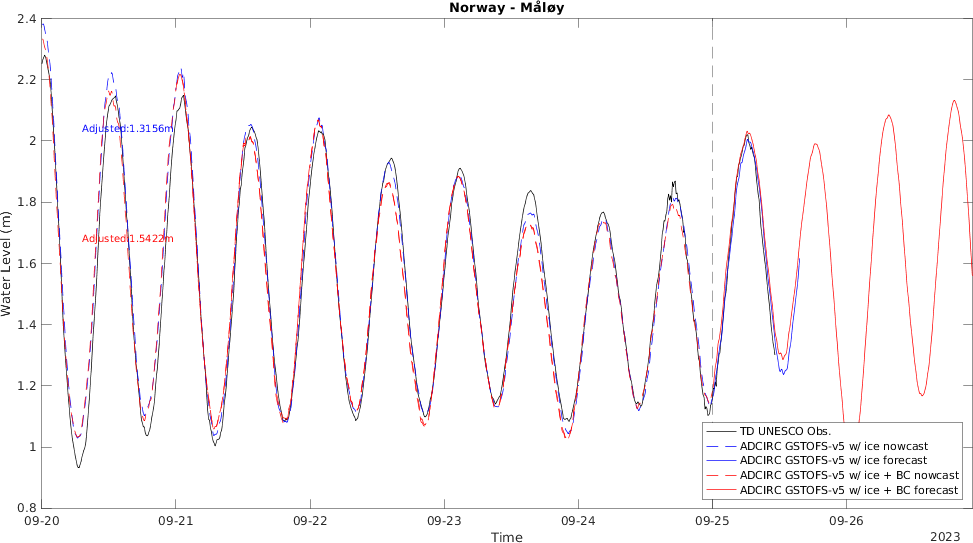 Norway - Måløy
2.4
2.2
2
1.8
1.6
1.4
1.2
1
0.8
Water Level (m)
Adjusted:1.3156m
Adjusted:1.5422m
TD UNESCO Obs.
ADCIRC GSTOFS-v5 w/ ice nowcast
ADCIRC GSTOFS-v5 w/ ice forecast
ADCIRC GSTOFS-v5 w/ ice + BC nowcast
ADCIRC GSTOFS-v5 w/ ice + BC forecast
09-20 09-21 09-22 09-23 09-24 09-25 09-26
Time
2023